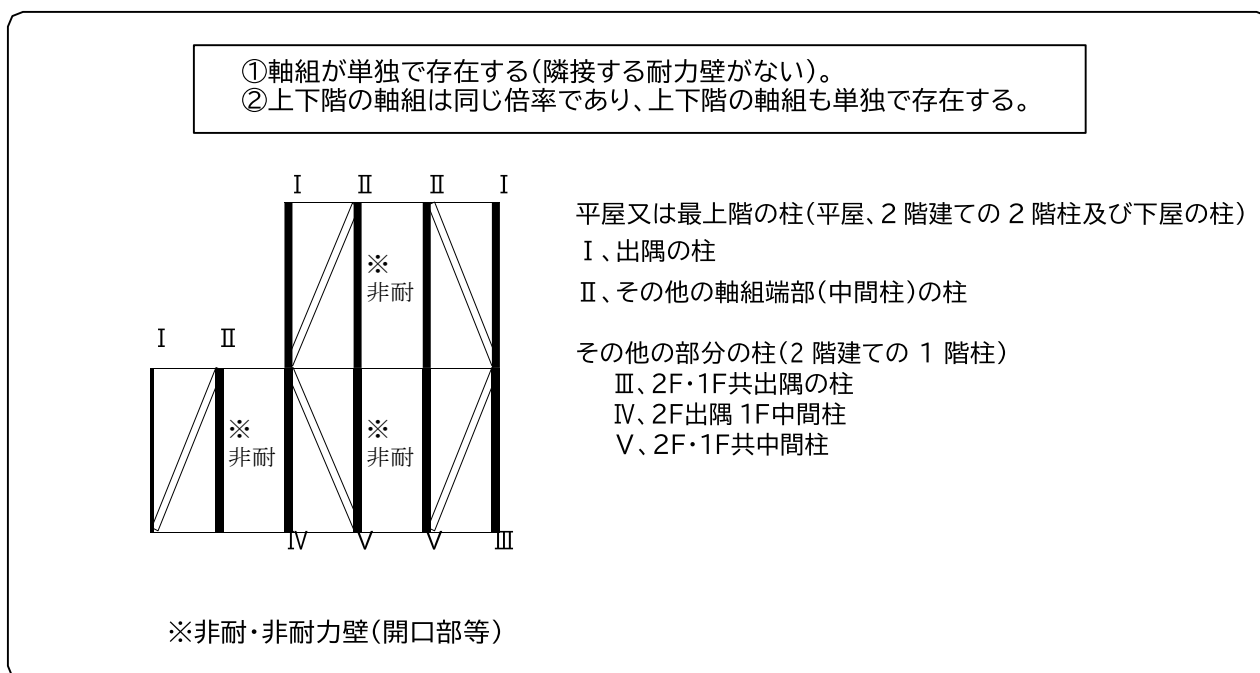 ①軸組が単独で存在する(隣接する耐力壁がない)。
②上下階の軸組は同じ倍率であり、上下階の軸組も単独で存在する。
Ⅰ Ⅱ Ⅱ Ⅰ
※
非耐
Ⅰ Ⅱ
※
非耐
※
非耐
Ⅳ Ⅴ Ⅴ Ⅲ
平屋又は最上階の柱(平屋、2階建ての2階柱及び下屋の柱)
Ⅰ、出隅の柱
Ⅱ、その他の軸組端部(中間柱)の柱
その他の部分の柱(2階建ての1階柱)
Ⅲ、2F・1F共出隅の柱
Ⅳ、2F出隅 1F中間柱
Ⅴ、2F・1F共中間柱
※非耐・非耐力壁(開口部等)